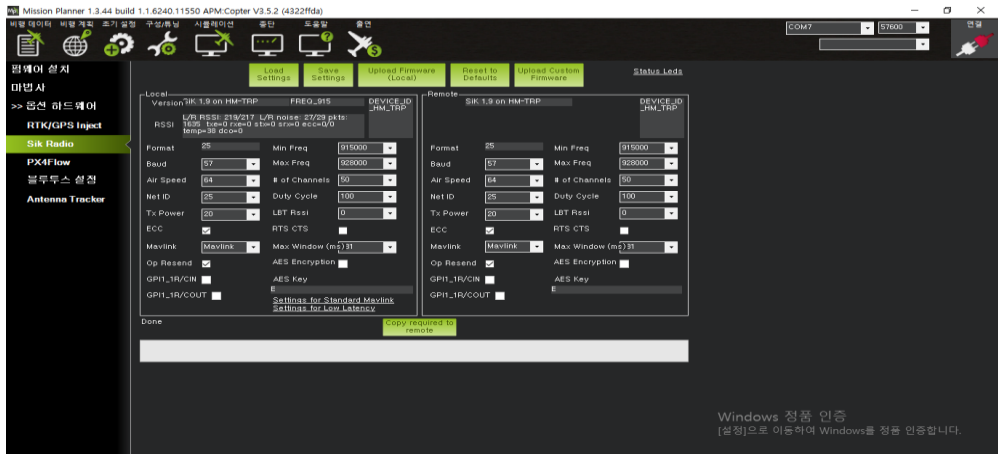 Mission Planner 1.3.44 build 1.1.6240.11550 APM:Copter V3.5.2 (4322ffda)
비행 데이터 비행 계획 초기 설정 구성/튜닝 시뮬레이션 중단 도움말 출연
COM7 57600 연결
펌웨어 설치
마법사
>> 옵션 하드웨어
RTK/GPS Inject
Sik Radio
PX4Flow
블루투스 설정
Antenna Tracker
Load Settings
Save Settings
Upload Firmware (Local)
Reset to Defaults
Upload Custom Firmware
Status Leds
Local
Version SiK 1.9 on HM-TRP FREQ_915 DEVICE_ID_HM_TRP
RSSI L/R RSSI: 219/217 L/R noise: 27/29 pkts:
1635 txe=0 rxe=0 stx=0 srx=0 ecc=0/0
temp=38 dco=0
Format 25 Min Freq 915000
Baud 57 Max Freq 928000
Air Speed 64 # of Channels 50
Net ID 25 Duty Cycle 100
Tx Power 20 LBT Rssi 0
ECC RTS CTS
Mavlink Mavlink Max Window (ms) 31
Op Resend AES Encryption
GPI1_1R/CIN AES Key
E
GPI1_1R/COUT
Settings for Standard Mavlink
Settings for Low Latency
Remote
SiK 1.9 on HM-TRP DEVICE_ID_HM_TRP
Format 25 Min Freq 915000
Baud 57 Max Freq 928000
Air Speed 64 # of Channels 50
Net ID 25 Duty Cycle 100
Tx Power 20 LBT Rssi 0
ECC RTS CTS
Mavlink Mavlink Max Window (ms) 31
Op Resend AES Encryption
GPI1_1R/CIN AES Key
E
GPI1_1R/COUT
Done
Copy required to remote
Windows 정품 인증
[설정]으로 이동하여 Windows를 정품 인증합니다.